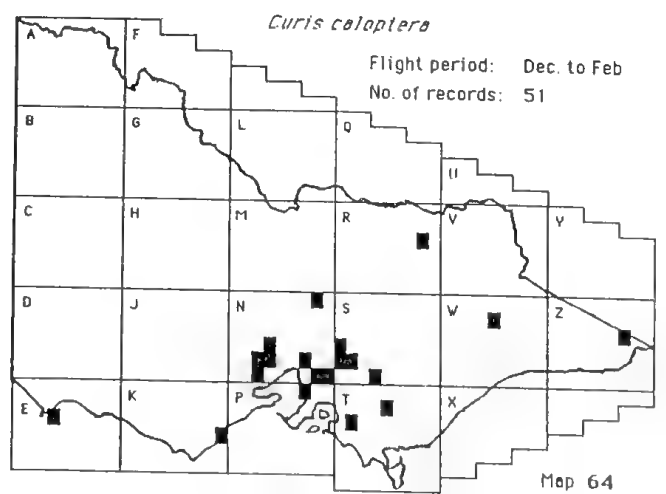 Curis caloptera
Flight period: Dec. to Feb
No. of records: 51
A F
B G L Q
U
C H M R V Y
D J N S W Z
E K P T X
Map 64